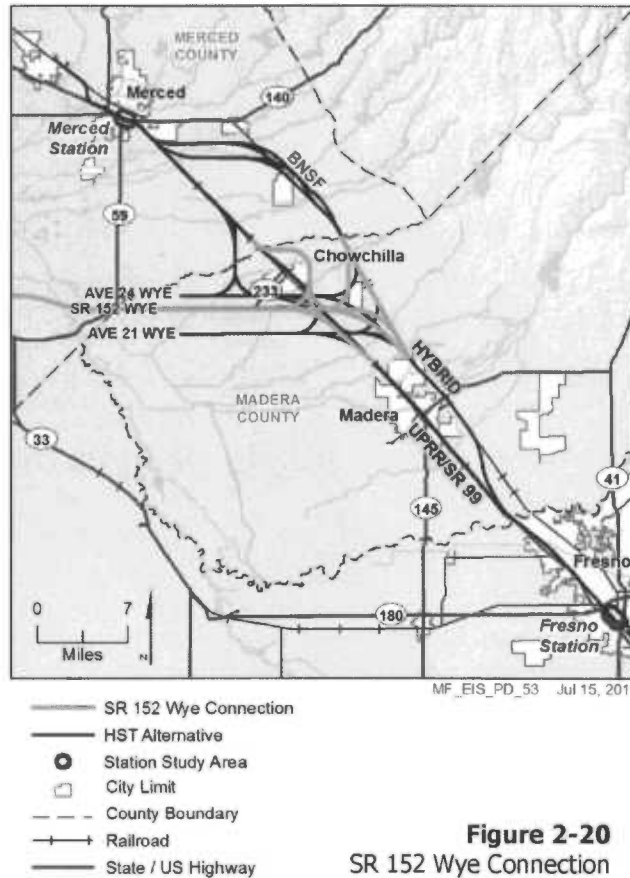 MERCED
COUNTY
Merced
140
Merced
Station
BNSF
59
Chowchilla
233
AVE 24 WYE
SR 152 WYE
AVE 21 WYE
HYBRID
MADERA
COUNTY
Madera
UPRR/SR 99
33
41
145
Fresno
0 7
Miles
z
180
Fresno
Station
MF_EIS_PD_53 Jul 15, 201
SR 152 Wye Connection
HST Alternative
Station Study Area
City Limit
County Boundary
Railroad
State / US Highway
Figure 2-20
SR 152 Wye Connection